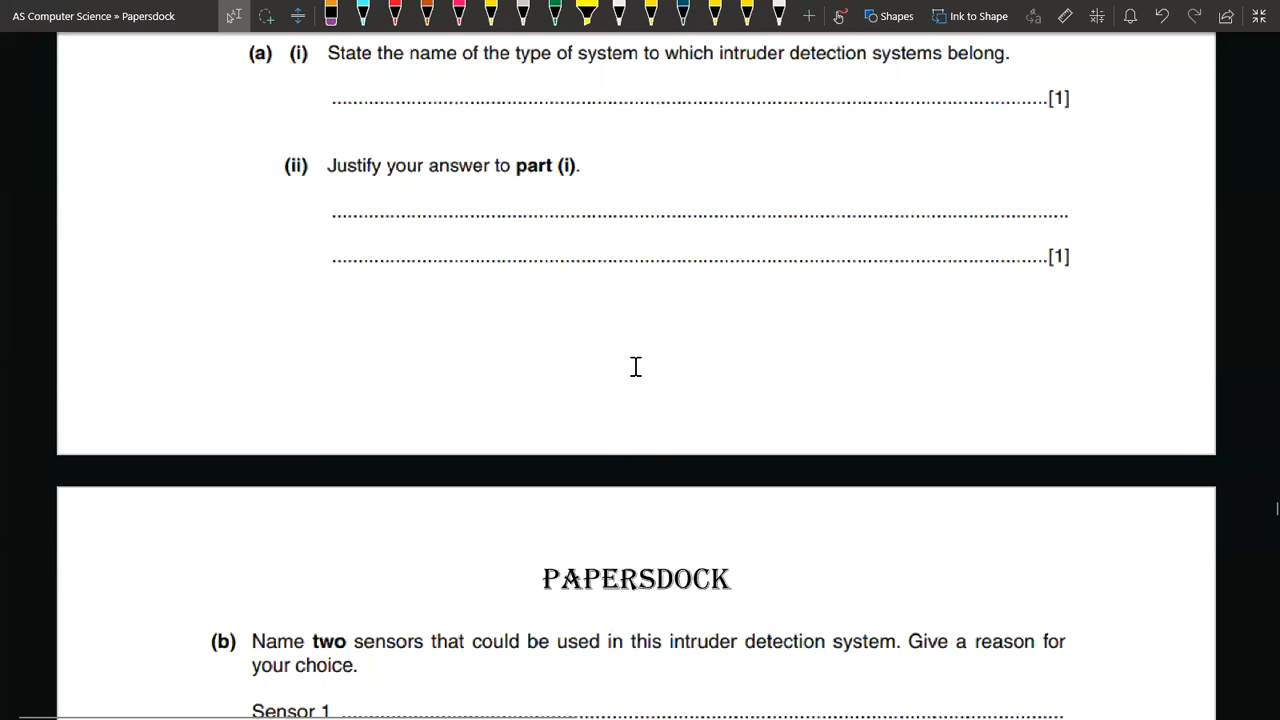 AS Computer Science » Papersdock
Shapes
Ink to Shape
(a) (i) State the name of the type of system to which intruder detection systems belong.
[1]
(ii) Justify your answer to part (i).
[1]
PAPERSDOCK
(b) Name two sensors that could be used in this intruder detection system. Give a reason for
your choice.
Sensor 1